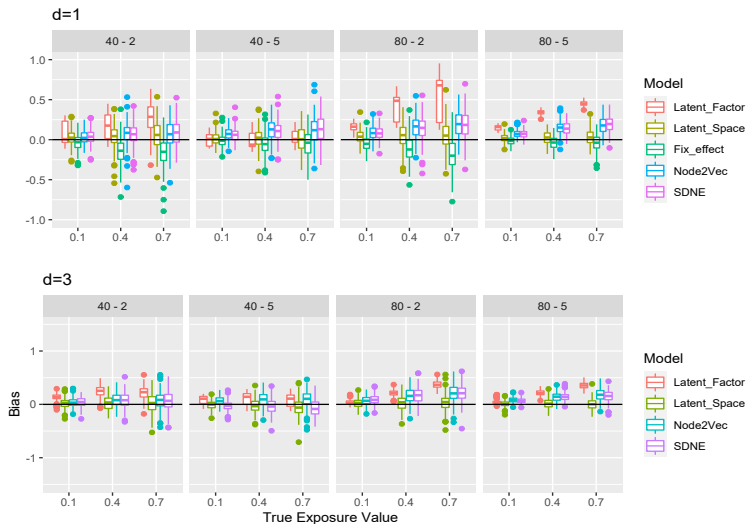 d=1
40 - 2
40 - 5
80 - 2
80 - 5
1.0
0.5
0.0
-0.5
-1.0
0.1 0.4 0.7
0.1 0.4 0.7
0.1 0.4 0.7
0.1 0.4 0.7
Model
Latent_Factor
Latent_Space
Fix_effect
Node2Vec
SDNE
d=3
40 - 2
40 - 5
80 - 2
80 - 5
Bias
1
0
-1
0.1 0.4 0.7
0.1 0.4 0.7
0.1 0.4 0.7
0.1 0.4 0.7
True Exposure Value
Model
Latent_Factor
Latent_Space
Node2Vec
SDNE